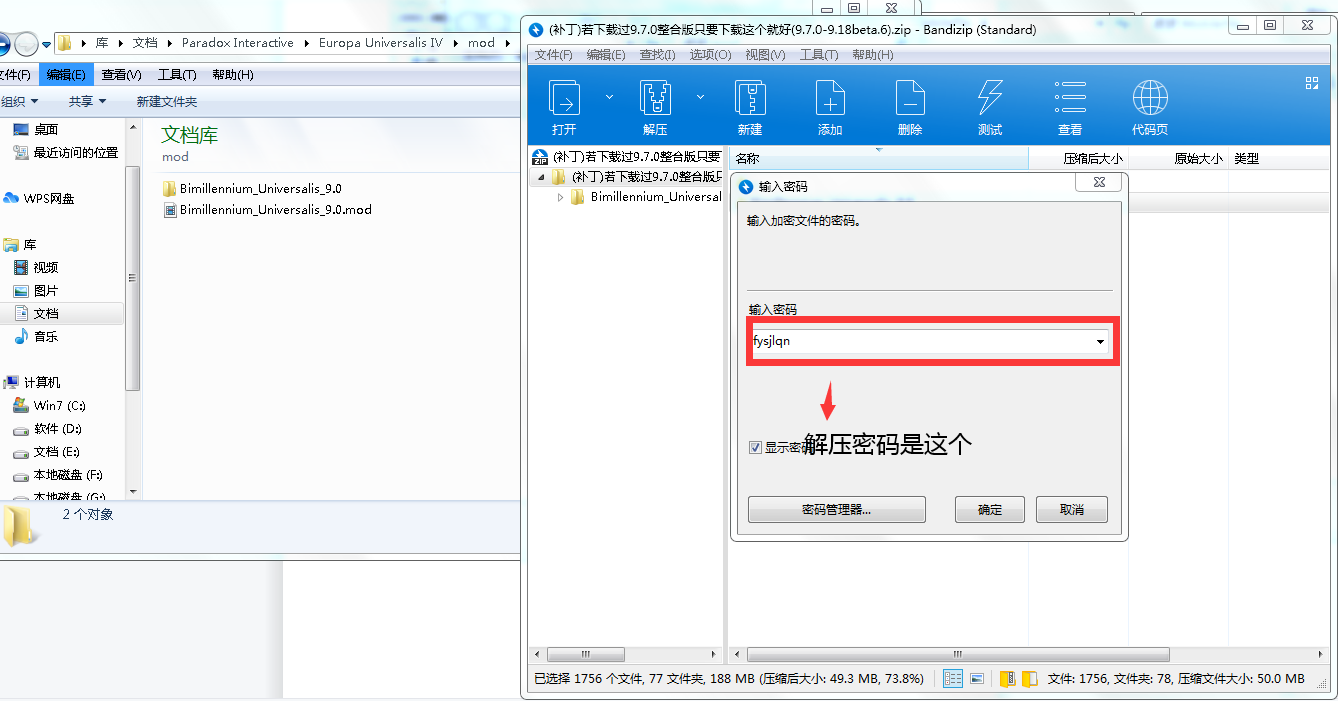 库 文档 Paradox Interactive Europa Universalis IV mod
文件(F) 编辑(E) 查看(V) 工具(T) 帮助(H)
组织 共享 新建文件夹
桌面
最近访问的位置
WPS网盘
库
视频
图片
文档
音乐
计算机
Win7 (C:)
软件 (D:)
文档 (E:)
本地磁盘 (F:)
本地磁盘 (G:)
文档库
mod
Bimillennium_Universalis_9.0
Bimillennium_Universalis_9.0.mod
2 个对象
(补丁)若下载过9.7.0整合版只要下载这个就好(9.7.0-9.18beta.6).zip - Bandizip (Standard)
文件(F) 编辑(E) 查找(I) 选项(O) 视图(V) 工具(T) 帮助(H)
打开 解压 新建 添加 删除 测试 查看 代码页
ZIP
(补丁)若下载过9.7.0整合版只要
(补丁)若下载过9.7.0整合版只
Bimillennium_Universal
名称 压缩后大小 原始大小 类型
输入密码
输入加密文件的密码。
输入密码
fysjlqn
显示密码
解压密码是这个
密码管理器... 确定 取消
已选择 1756 个文件, 77 文件夹, 188 MB (压缩后大小: 49.3 MB, 73.8%)
文件: 1756, 文件夹: 78, 压缩文件大小: 50.0 MB